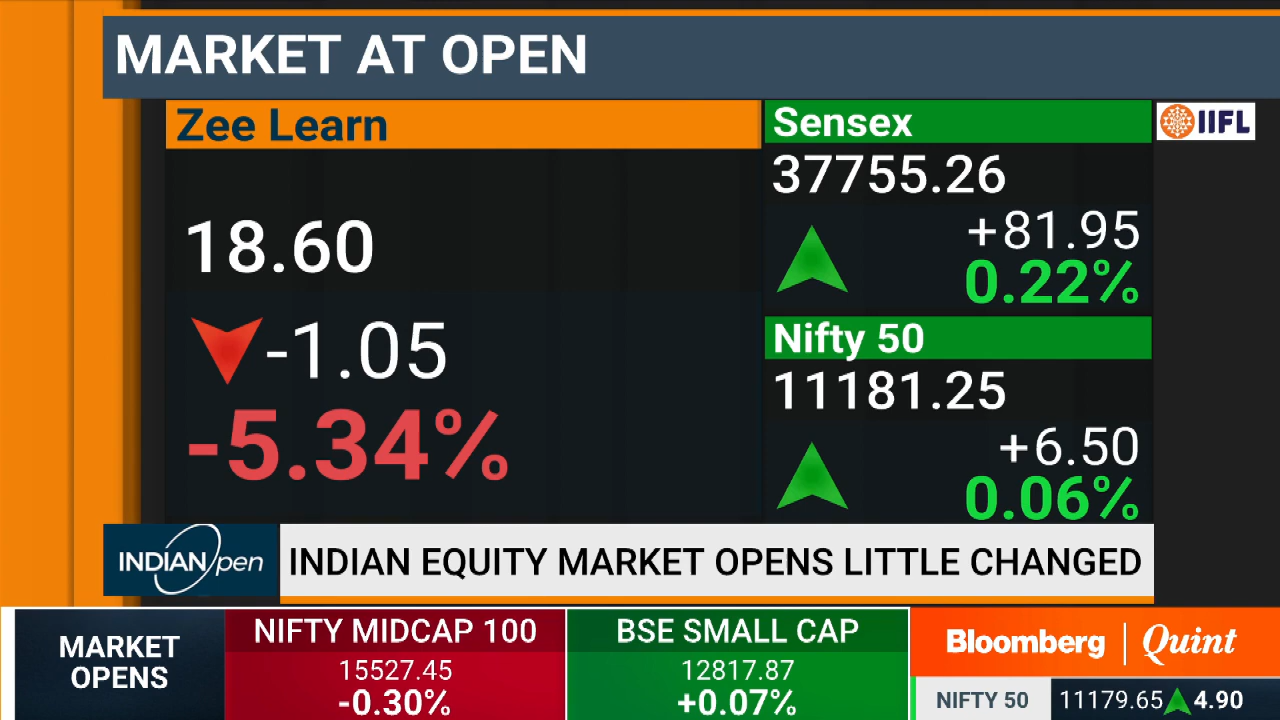 MARKET AT OPEN
Zee Learn
18.60
-1.05
-5.34%
Sensex
37755.26
+81.95
0.22%
Nifty 50
11181.25
+6.50
0.06%
IIFL
INDIAN Open
INDIAN EQUITY MARKET OPENS LITTLE CHANGED
MARKET
OPENS
NIFTY MIDCAP 100
15527.45
-0.30%
BSE SMALL CAP
12817.87
+0.07%
Bloomberg | Quint
NIFTY 50 11179.65 4.90